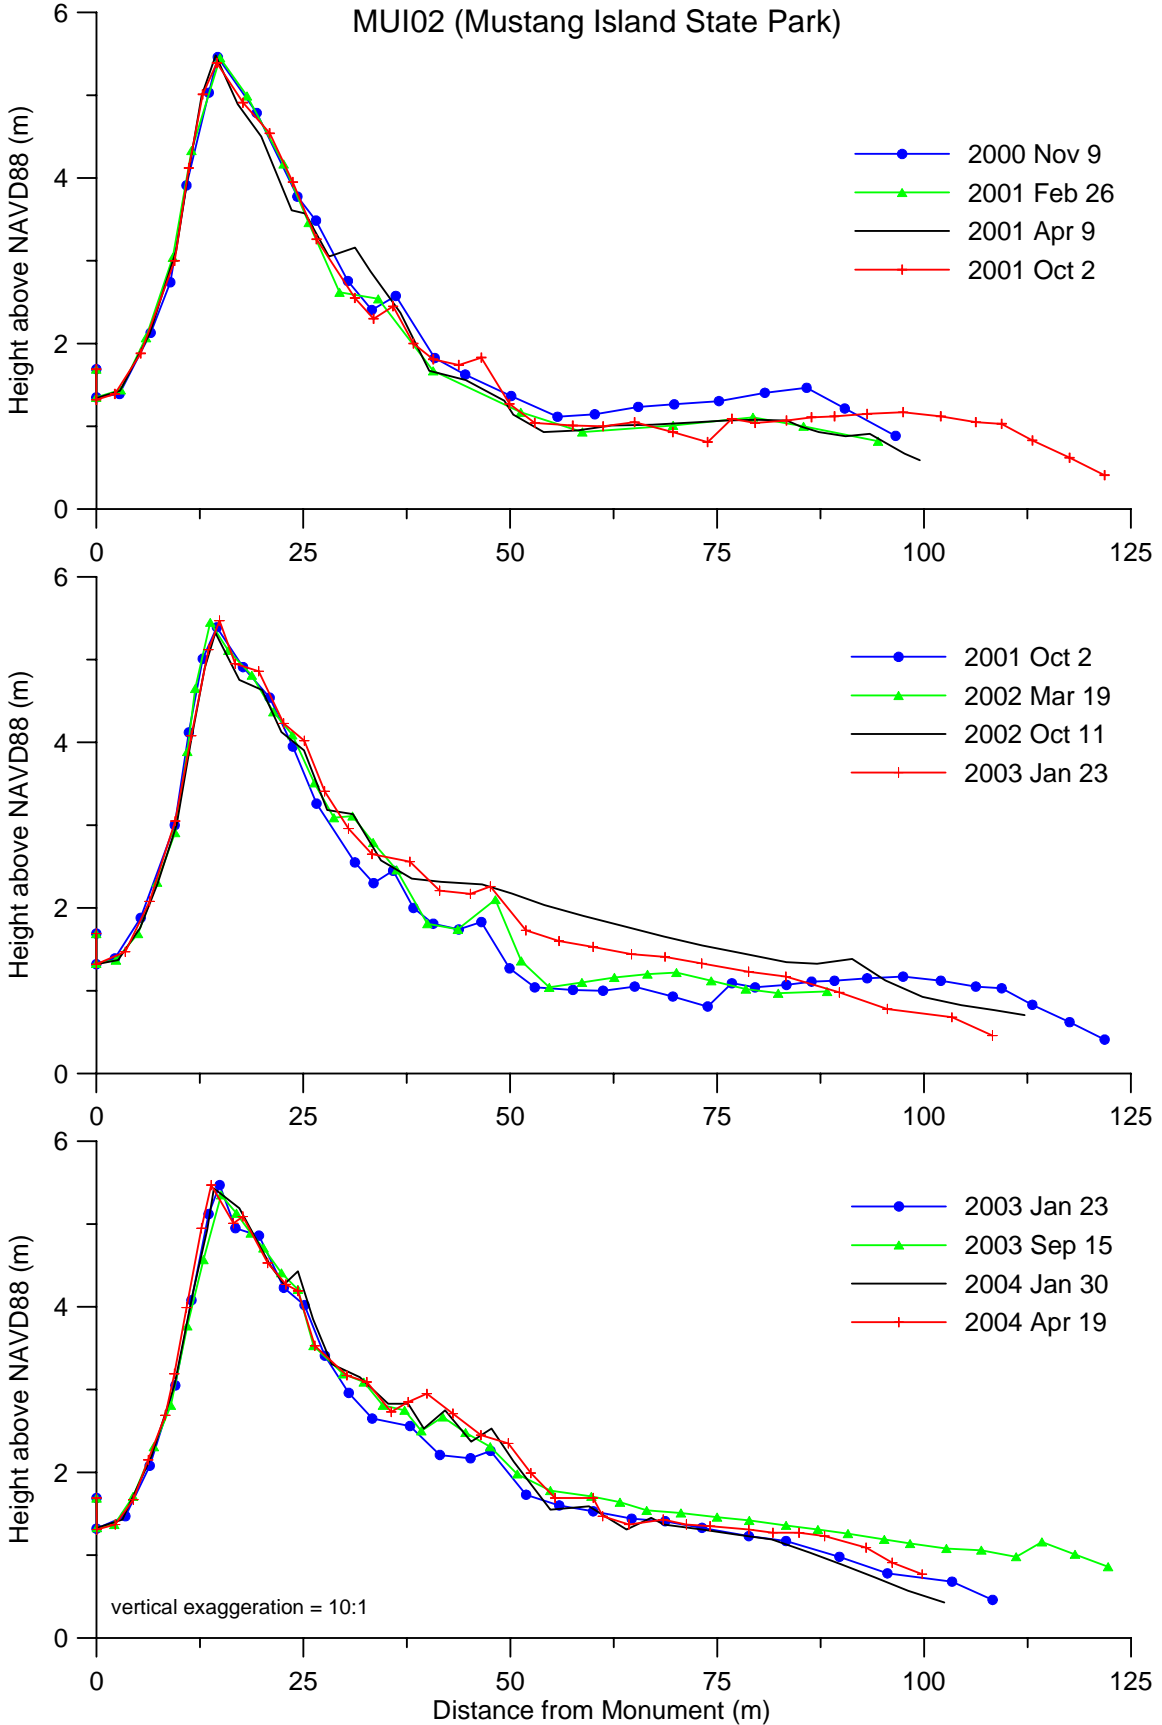 MUI02 (Mustang Island State Park)
6
4
2
0
Height above NAVD88 (m)
2000 Nov 9
2001 Feb 26
2001 Apr 9
2001 Oct 2
0 25 50 75 100 125
6
4
2
0
Height above NAVD88 (m)
2001 Oct 2
2002 Mar 19
2002 Oct 11
2003 Jan 23
0 25 50 75 100 125
6
4
2
0
Height above NAVD88 (m)
2003 Jan 23
2003 Sep 15
2004 Jan 30
2004 Apr 19
vertical exaggeration = 10:1
0 25 50 75 100 125
Distance from Monument (m)